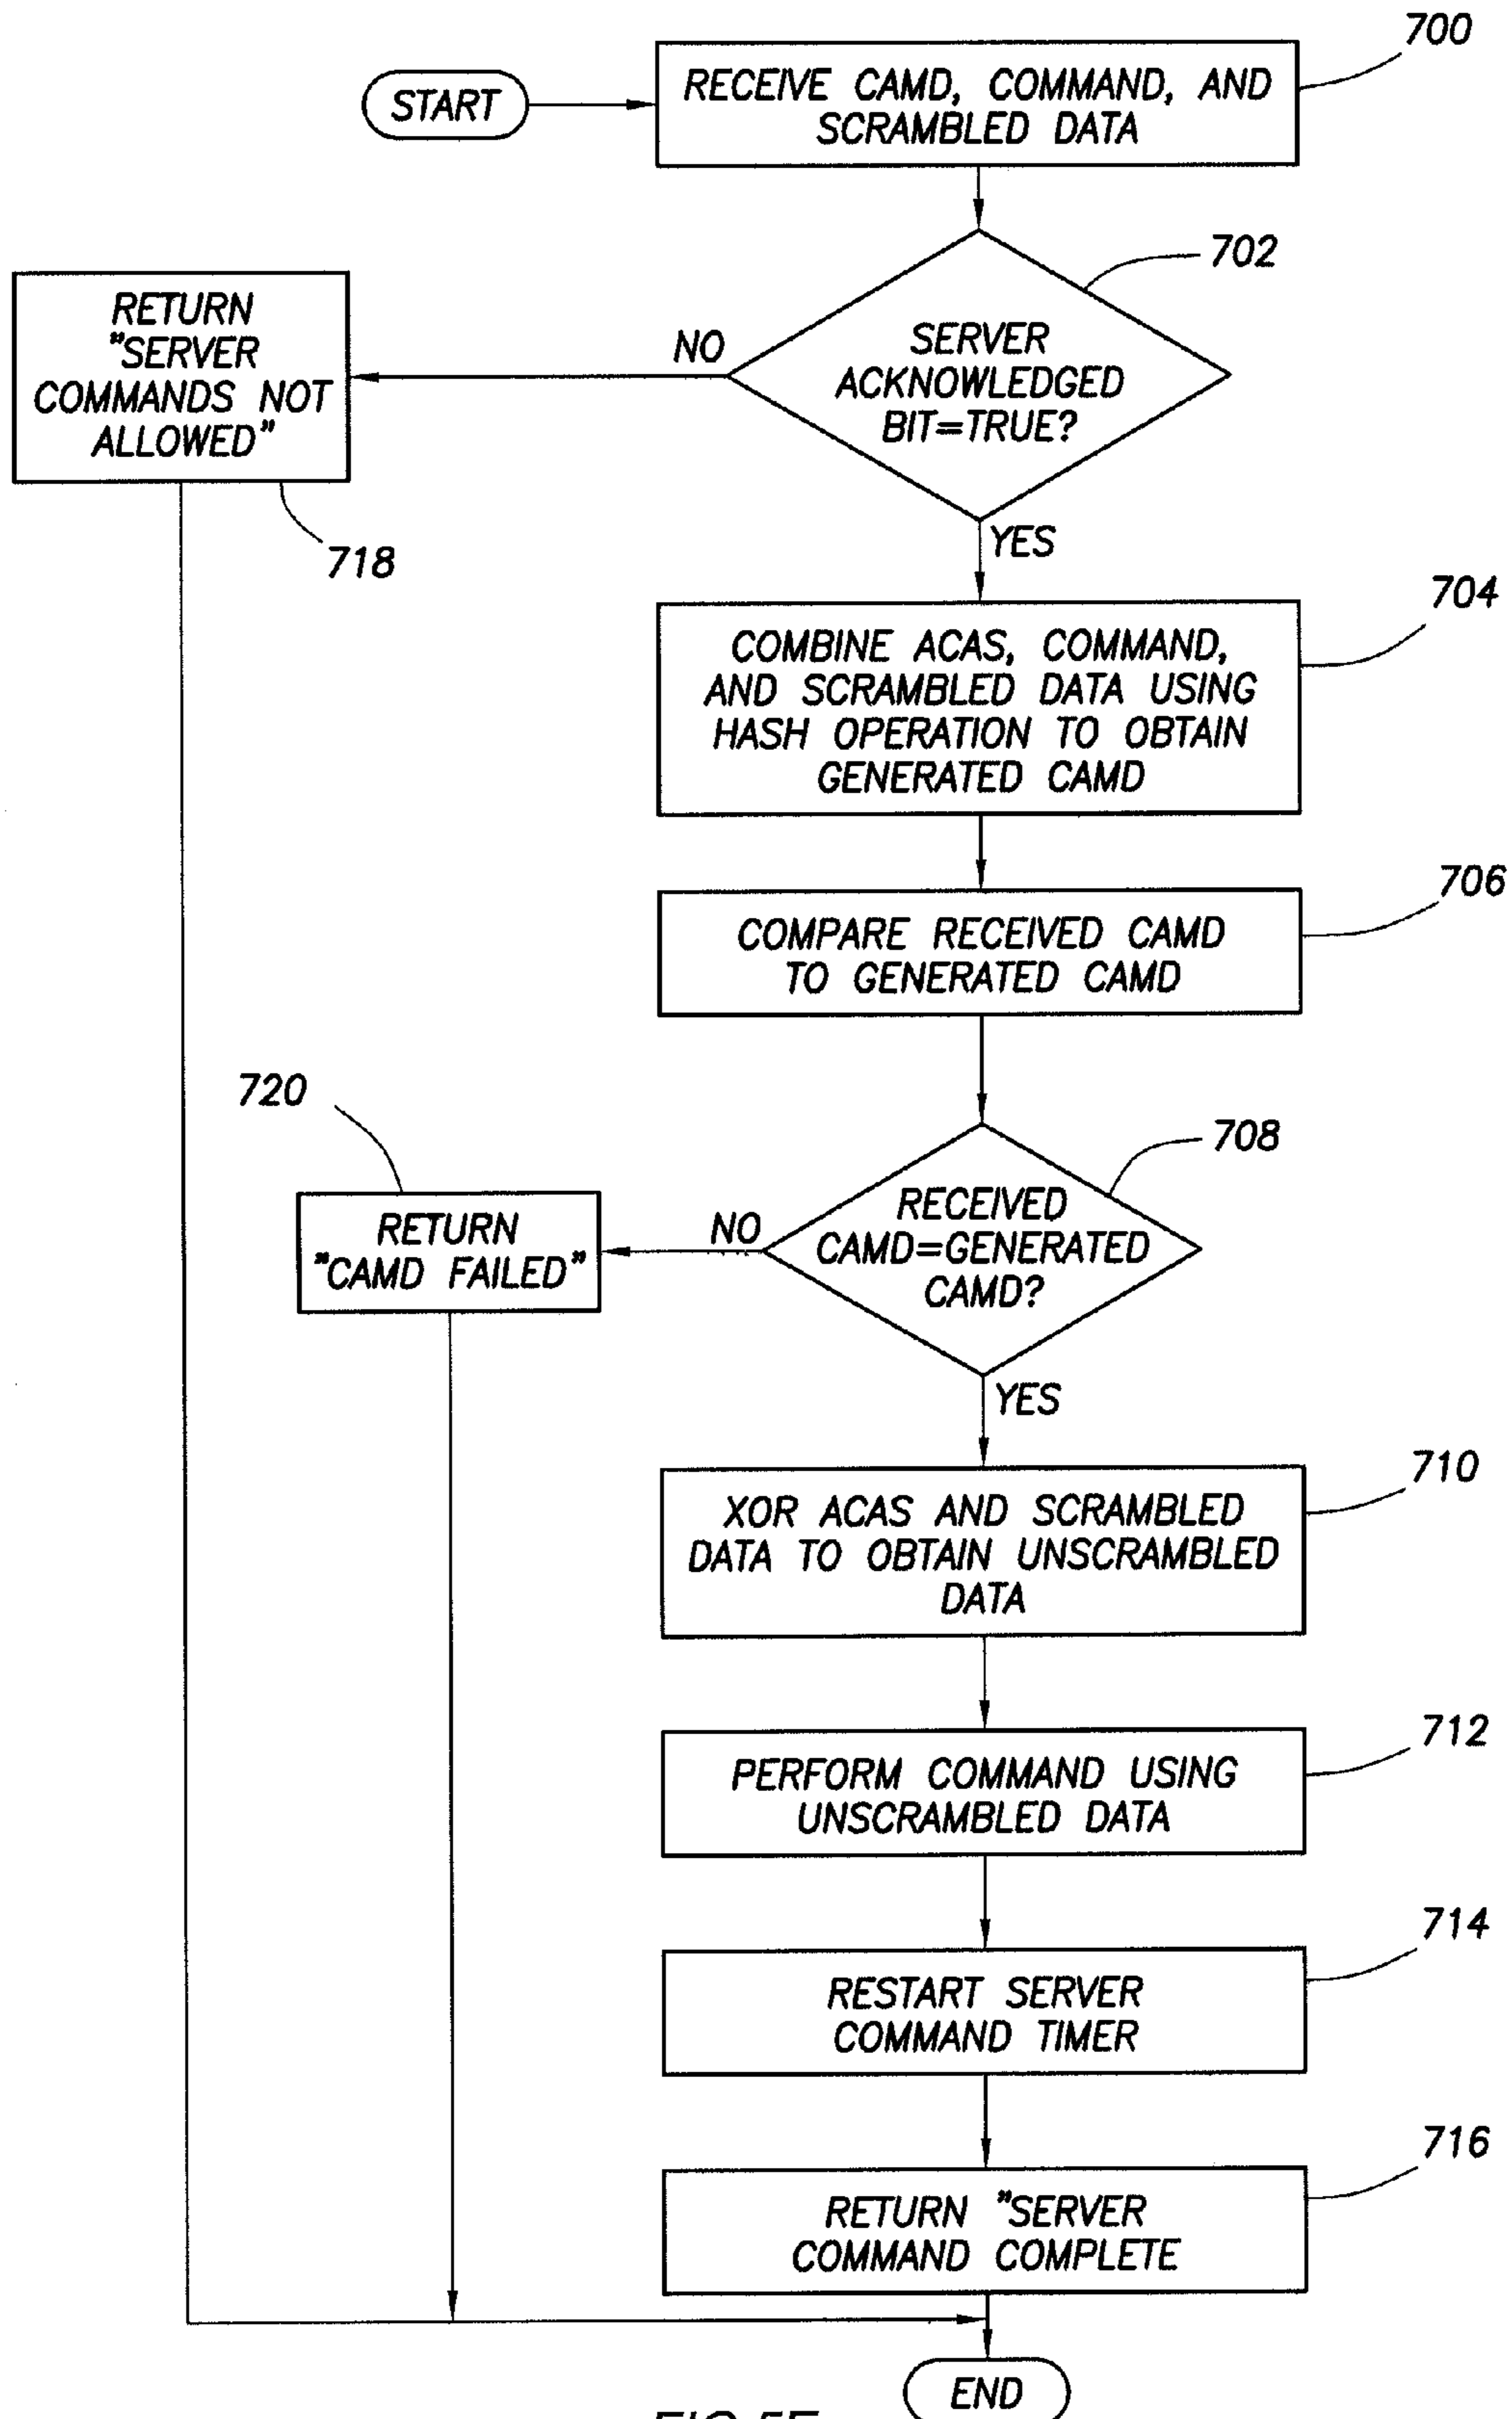 700
START
RECEIVE CAMD, COMMAND, AND
SCRAMBLED DATA
702
RETURN
"SERVER
COMMANDS NOT
ALLOWED"
718
NO
SERVER
ACKNOWLEDGED
BIT=TRUE?
YES
704
COMBINE ACAS, COMMAND,
AND SCRAMBLED DATA USING
HASH OPERATION TO OBTAIN
GENERATED CAMD
706
COMPARE RECEIVED CAMD
TO GENERATED CAMD
720
708
RETURN
"CAMD FAILED"
NO
RECEIVED
CAMD=GENERATED
CAMD?
YES
710
XOR ACAS AND SCRAMBLED
DATA TO OBTAIN UNSCRAMBLED
DATA
712
PERFORM COMMAND USING
UNSCRAMBLED DATA
714
RESTART SERVER
COMMAND TIMER
716
RETURN "SERVER
COMMAND COMPLETE
END